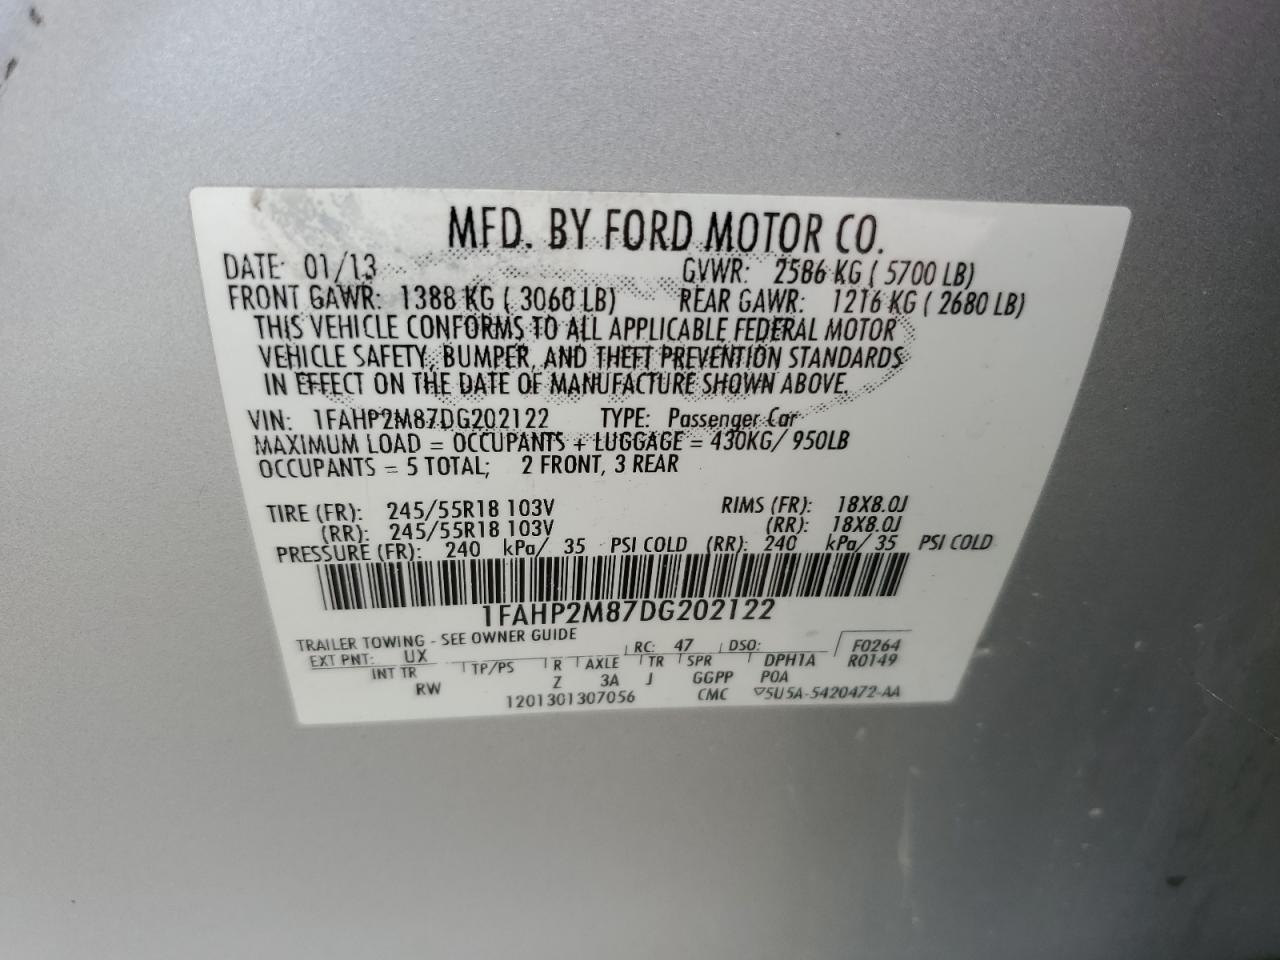 MFD. BY FORD MOTOR CO.
DATE: 01/13 GVWR: 2586 KG ( 5700 LB)
FRONT GAWR: 1388 KG ( 3060 LB) REAR GAWR: 1216 KG ( 2680 LB)
THIS VEHICLE CONFORMS TO ALL APPLICABLE FEDERAL MOTOR
VEHICLE SAFETY, BUMPER, AND THEFT PREVENTION STANDARDS
IN EFFECT ON THE DATE OF MANUFACTURE SHOWN ABOVE.
VIN: 1FAHP2M87DG202122 TYPE: Passenger Car
MAXIMUM LOAD = OCCUPANTS + LUGGAGE = 430KG/ 950LB
OCCUPANTS = 5 TOTAL; 2 FRONT, 3 REAR
TIRE (FR): 245/55R18 103V RIMS (FR): 18X8.0J
(RR): 245/55R18 103V (RR): 18X8.0J
PRESSURE (FR): 240 kPa/ 35 PSI COLD (RR): 240 kPa/ 35 PSI COLD
1FAHP2M87DG202122
TRAILER TOWING - SEE OWNER GUIDE RC: 47 DSO: F0264
EXT PNT: UX TP/PS R AXLE TR SPR DPH1A R0149
INT TR Z 3A J GGPP POA
RW 1201301307056 CMC ▽5U5A-5420472-AA